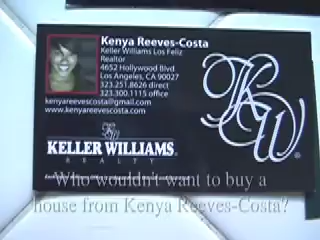 Kenya Reeves-Costa
Keller Williams Los Feliz
Realtor
4652 Hollywood Blvd
Los Angeles, CA 90027
323.251.8626 direct
323.300.1115 office
kenyareevescosta@gmail.com
www.kenyareevescosta.com
KW
KW
KELLER WILLIAMS®
REALTY
Who wouldn't want to buy a
house from Kenya Reeves-Costa?